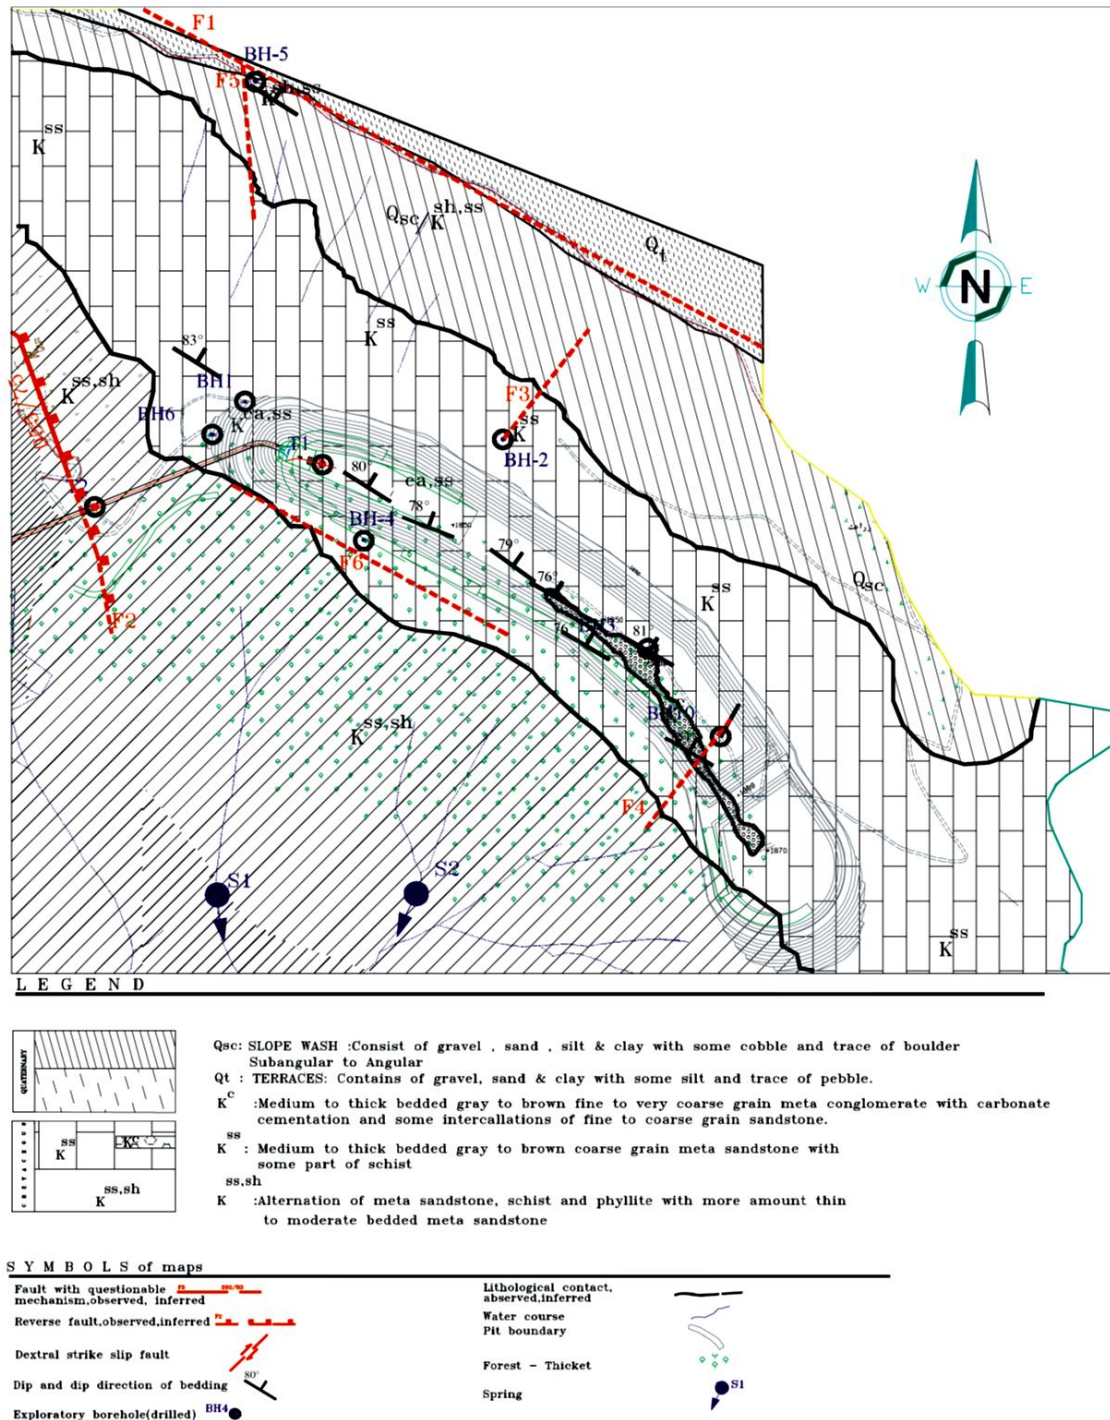 F1
BH-5
F5
K sh,ss
K ss
Qsc/K sh,ss
Qt
N
W
E
K ss
83°
F3
K ss,sh
BH1
BH6
K ca,ss
K ss
BH-2
T1
80°
ca,ss
78°
BH-4
F6
79°
76°
K ss
Qsc
F2
76
81
K ss,sh
F4
+1870
S1
S2
K ss
LEGEND
QUATERNARY
Qsc: SLOPE WASH :Consist of gravel , sand , silt & clay with some cobble and trace of boulder
Subangular to Angular
Qt : TERRACES: Contains of gravel, sand & clay with some silt and trace of pebble.
K c :Medium to thick bedded gray to brown fine to very coarse grain meta conglomerate with carbonate
cementation and some intercallations of fine to coarse grain sandstone.
ss
K
Kc
K ss : Medium to thick bedded gray to brown coarse grain meta sandstone with
some part of schist
ss,sh
K
ss,sh
K :Alternation of meta sandstone, schist and phyllite with more amount thin
to moderate bedded meta sandstone
SYMBOLS of maps
Fault with questionable
mechanism,observed, inferred
Reverse fault,observed,inferred
Dextral strike slip fault
Dip and dip direction of bedding 80°
Exploratory borehole(drilled) BH4
Lithological contact,
absorved,inferred
Water course
Pit boundary
Forest - Thicket
Spring S1